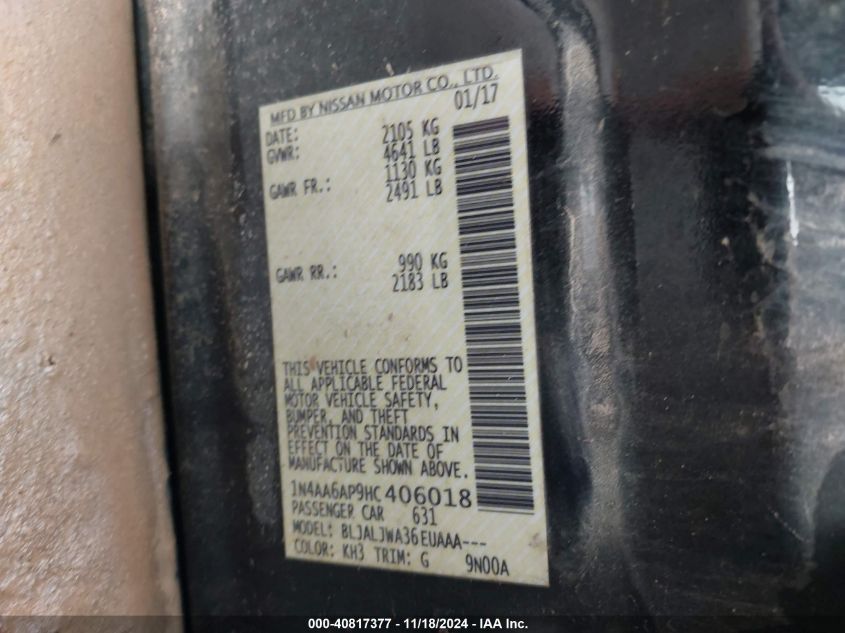 MFD BY NISSAN MOTOR CO., LTD.
DATE: 01/17
GVWR: 2105 KG
4641 LB
GAWR FR.: 1130 KG
2491 LB
GAWR RR.: 990 KG
2183 LB
THIS VEHICLE CONFORMS TO
ALL APPLICABLE FEDERAL
MOTOR VEHICLE SAFETY,
BUMPER, AND THEFT
PREVENTION STANDARDS IN
EFFECT ON THE DATE OF
MANUFACTURE SHOWN ABOVE.
1N4AA6AP9HC406018
PASSENGER CAR 631
MODEL: BLJALJWA36EUAAA---
COLOR: KH3 TRIM: G 9N00A
000-40817377 - 11/18/2024 - IAA Inc.